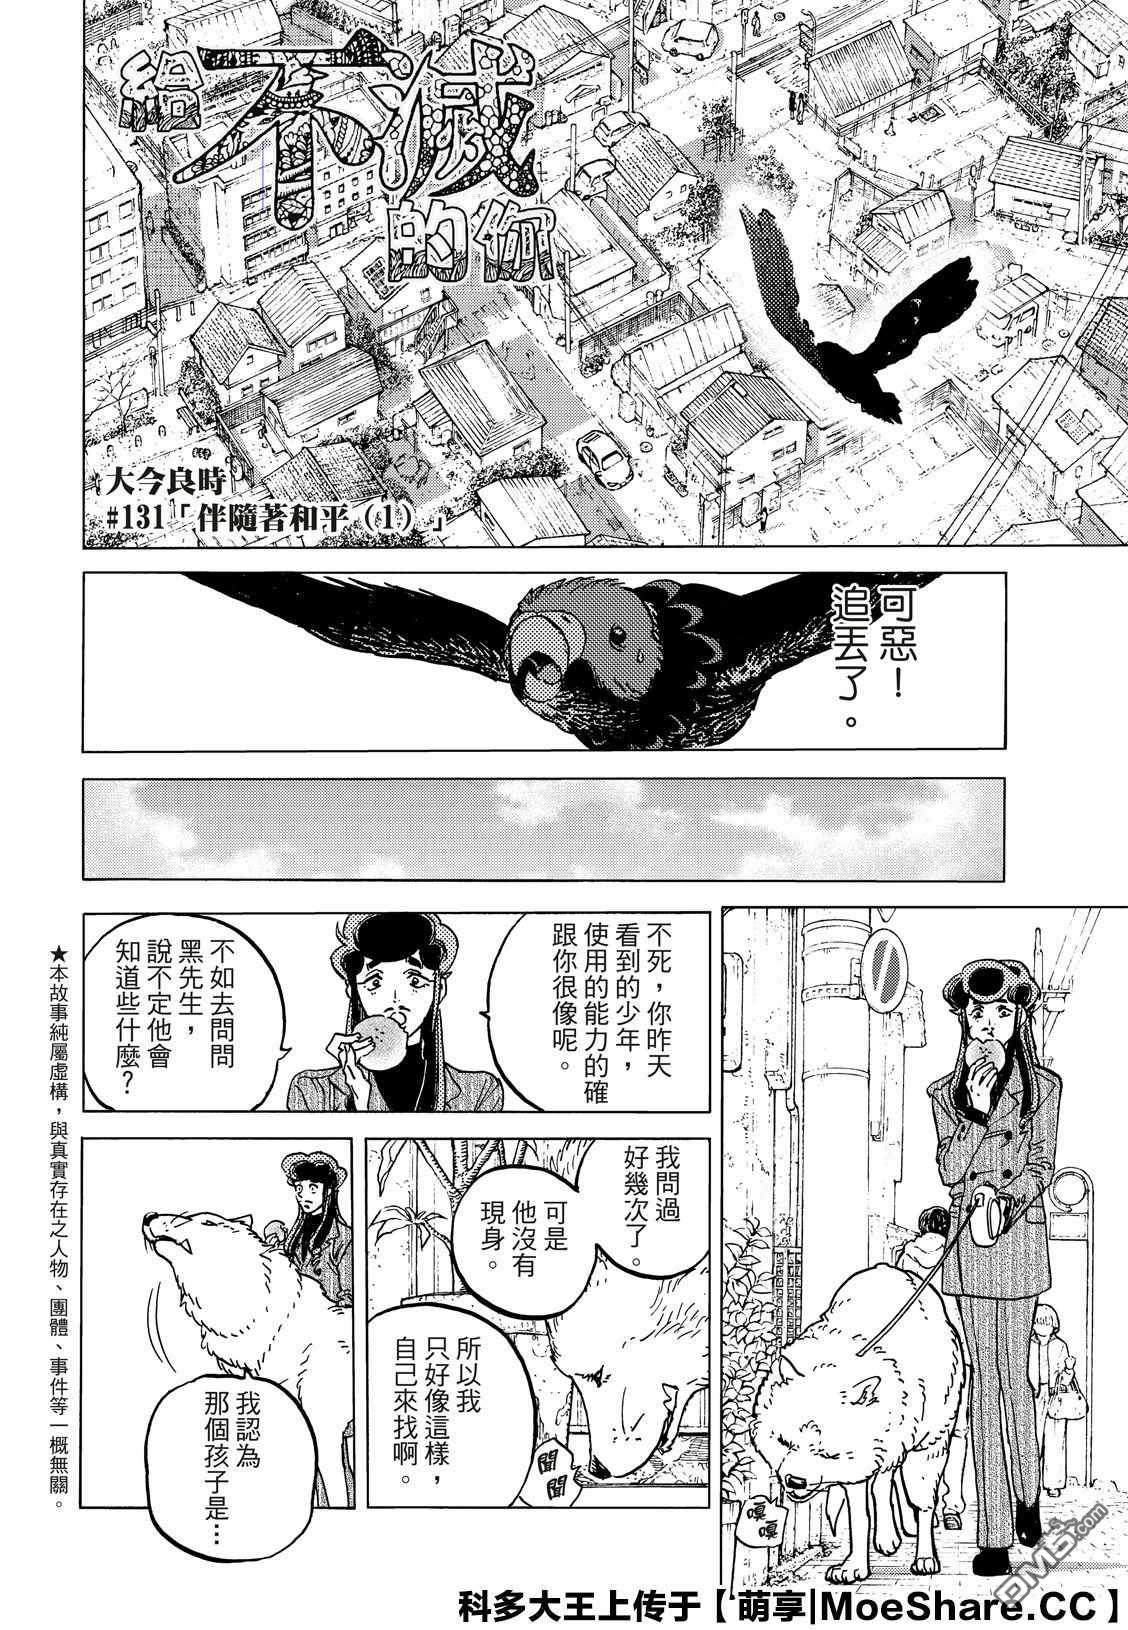 給不滅的你
大今良時
#131「伴隨著和平（1）」
可惡！
追丟了。
不死，你昨天
看到的少年，
使用的能力的確
跟你很像呢。
不如去問問
黑先生，
說不定他會
知道些什麼？
嗅嗅
我問過
好幾次了。
可是
他沒有
現身。
所以我
只好像這樣，
自己來找啊。
聞聞
我認為
那個孩子是…
★本故事純屬虛構，與真實存在之人物、團體、事件等一概無關。
DM5.com
科多大王上传于【萌享|MoeShare.CC】